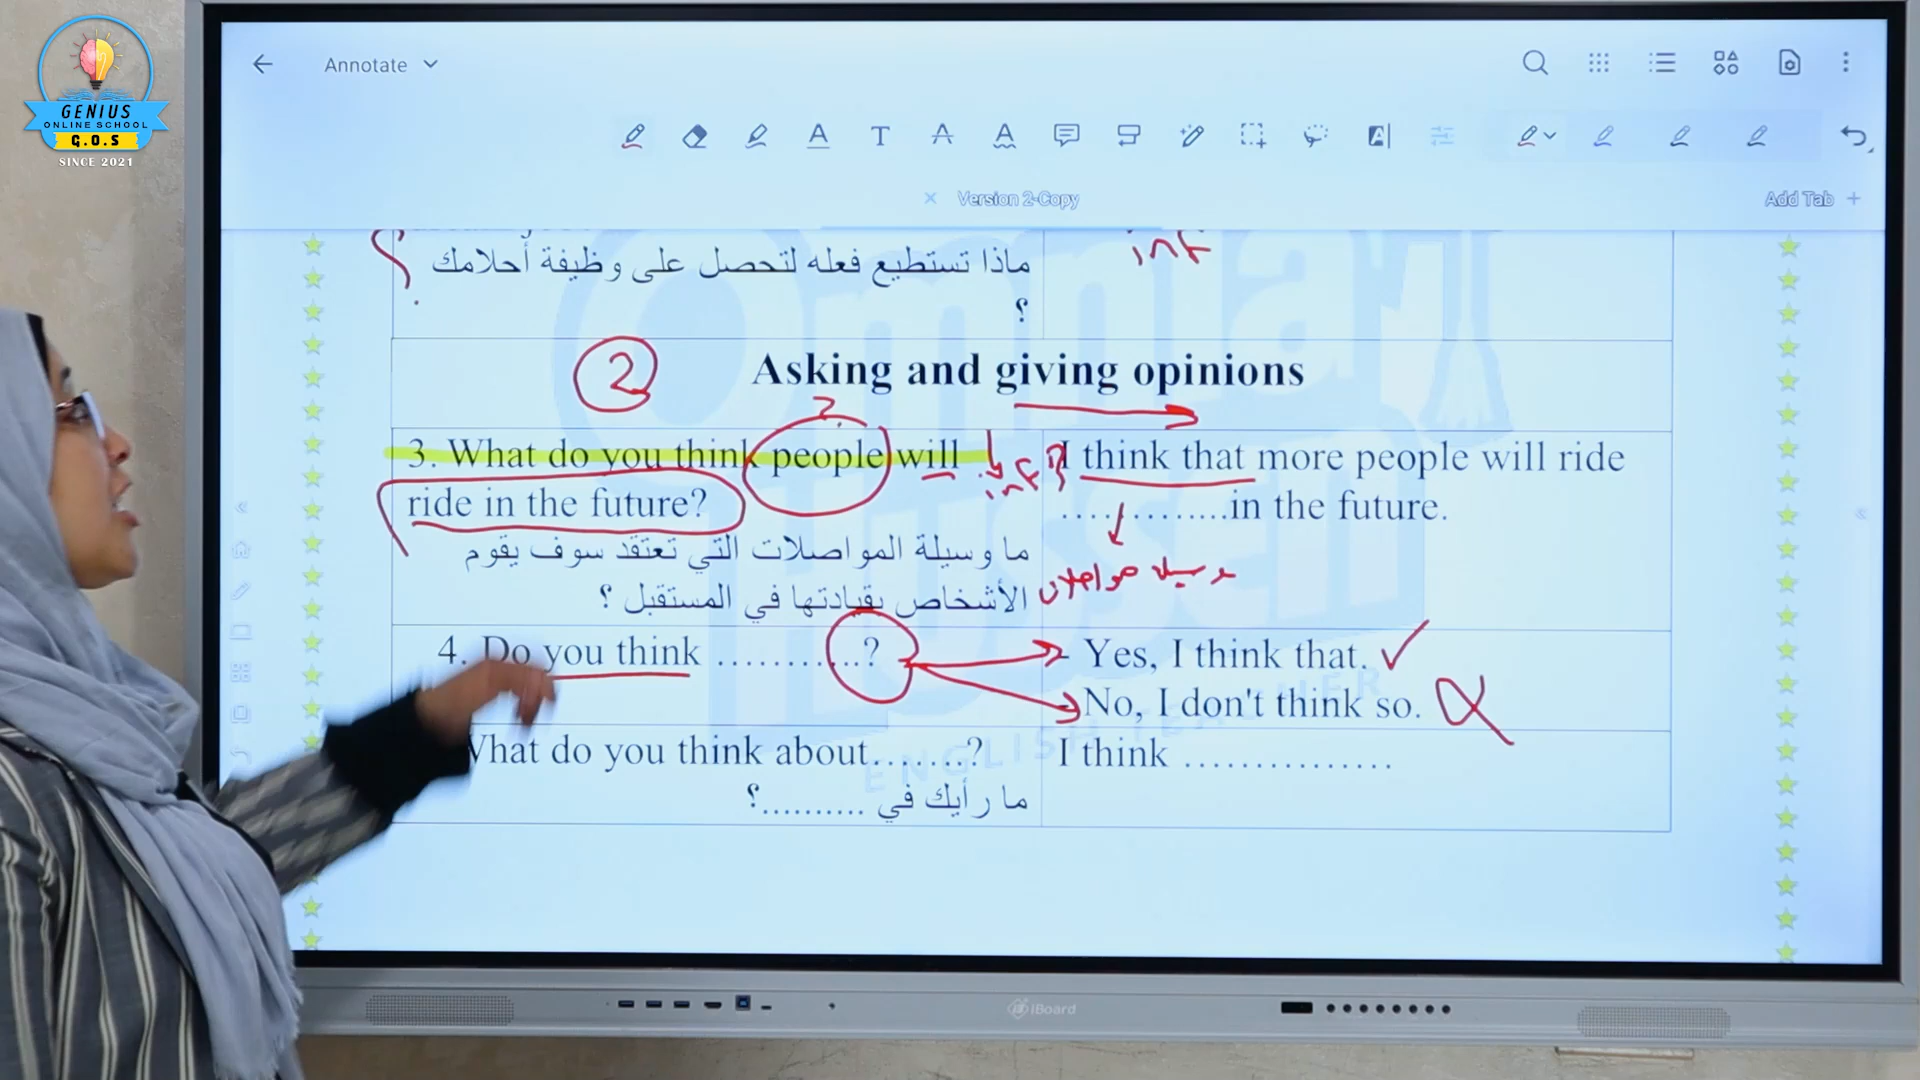 GENIUS
ONLINE SCHOOL
G.O.S
SINCE 2021
Annotate
Version 2-Copy
Add Tab +
ماذا تستطيع فعله لتحصل على وظيفة أحلامك
؟
inf
2
Asking and giving opinions
3. What do you think people will
ride in the future?
ما وسيلة المواصلات التي تعتقد سوف يقوم
الأشخاص بقيادتها في المستقبل ؟
inf
I think that more people will ride
..............in the future.
وسيلة مواصلات
4. Do you think ............?
Yes, I think that.
No, I don't think so.
What do you think about.......?
ما رأيك في ..........؟
I think ...............
iBoard